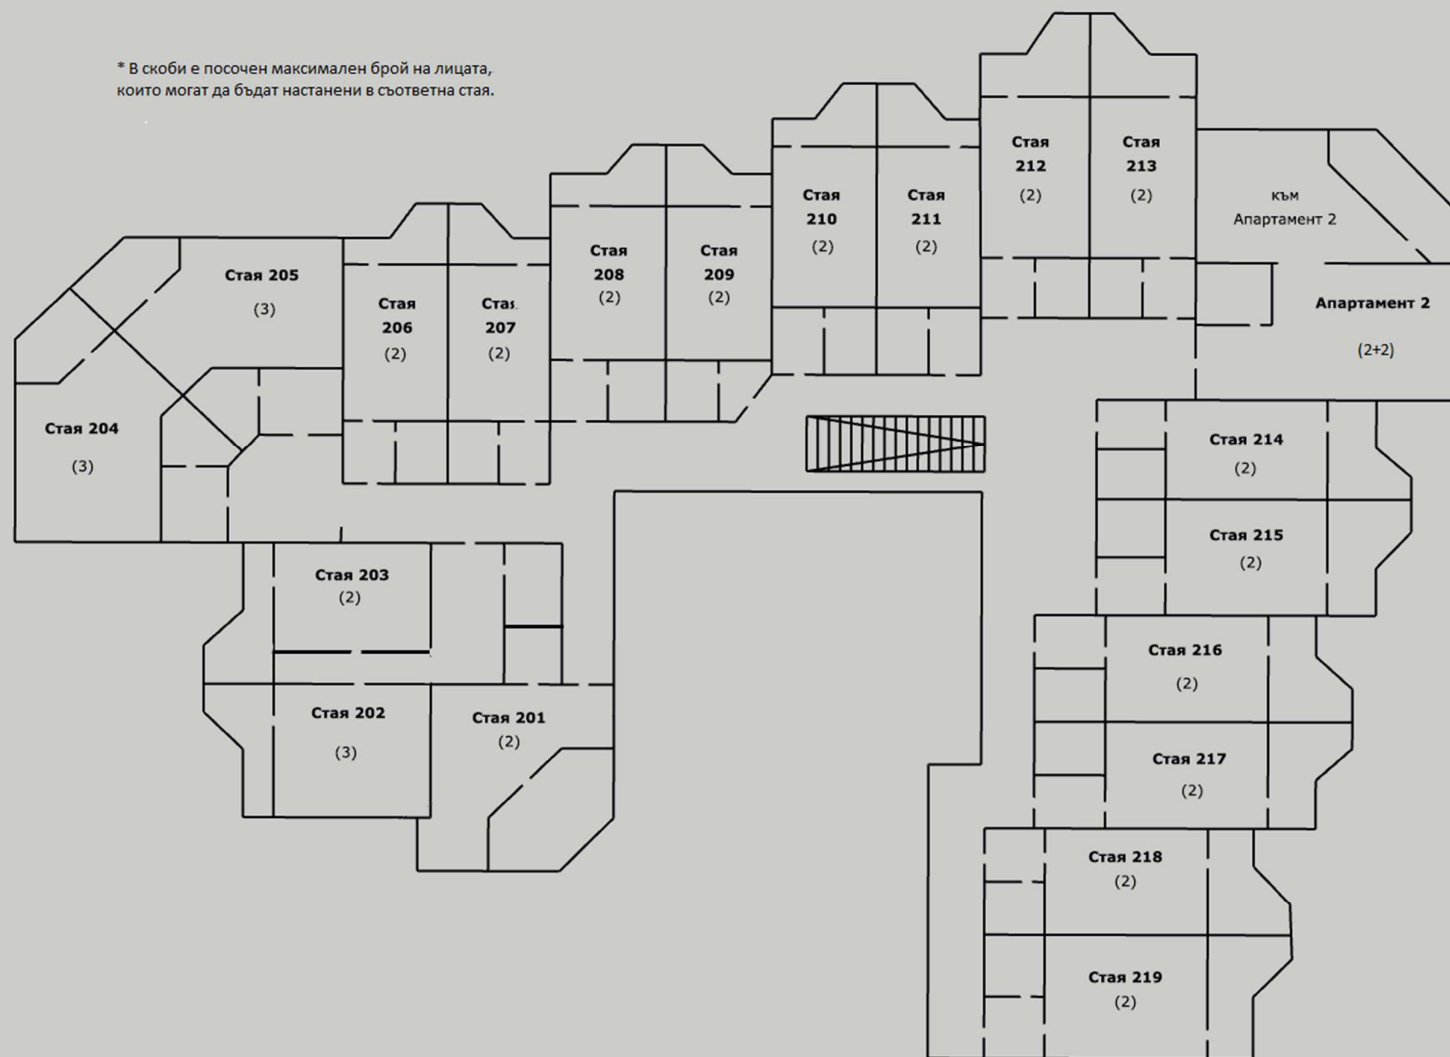 * В скоби е посочен максимален брой на лицата,
които могат да бъдат настанени в съответна стая.
Стая 201
(2)
Стая 202
(3)
Стая 203
(2)
Стая 204
(3)
Стая 205
(3)
Стая
206
(2)
Стая
207
(2)
Стая
208
(2)
Стая
209
(2)
Стая
210
(2)
Стая
211
(2)
Стая
212
(2)
Стая
213
(2)
към
Апартамент 2
Апартамент 2
(2+2)
Стая 214
(2)
Стая 215
(2)
Стая 216
(2)
Стая 217
(2)
Стая 218
(2)
Стая 219
(2)